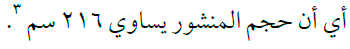 أي أن حجم المنشور يساوي ٢١٦ سم ٣.